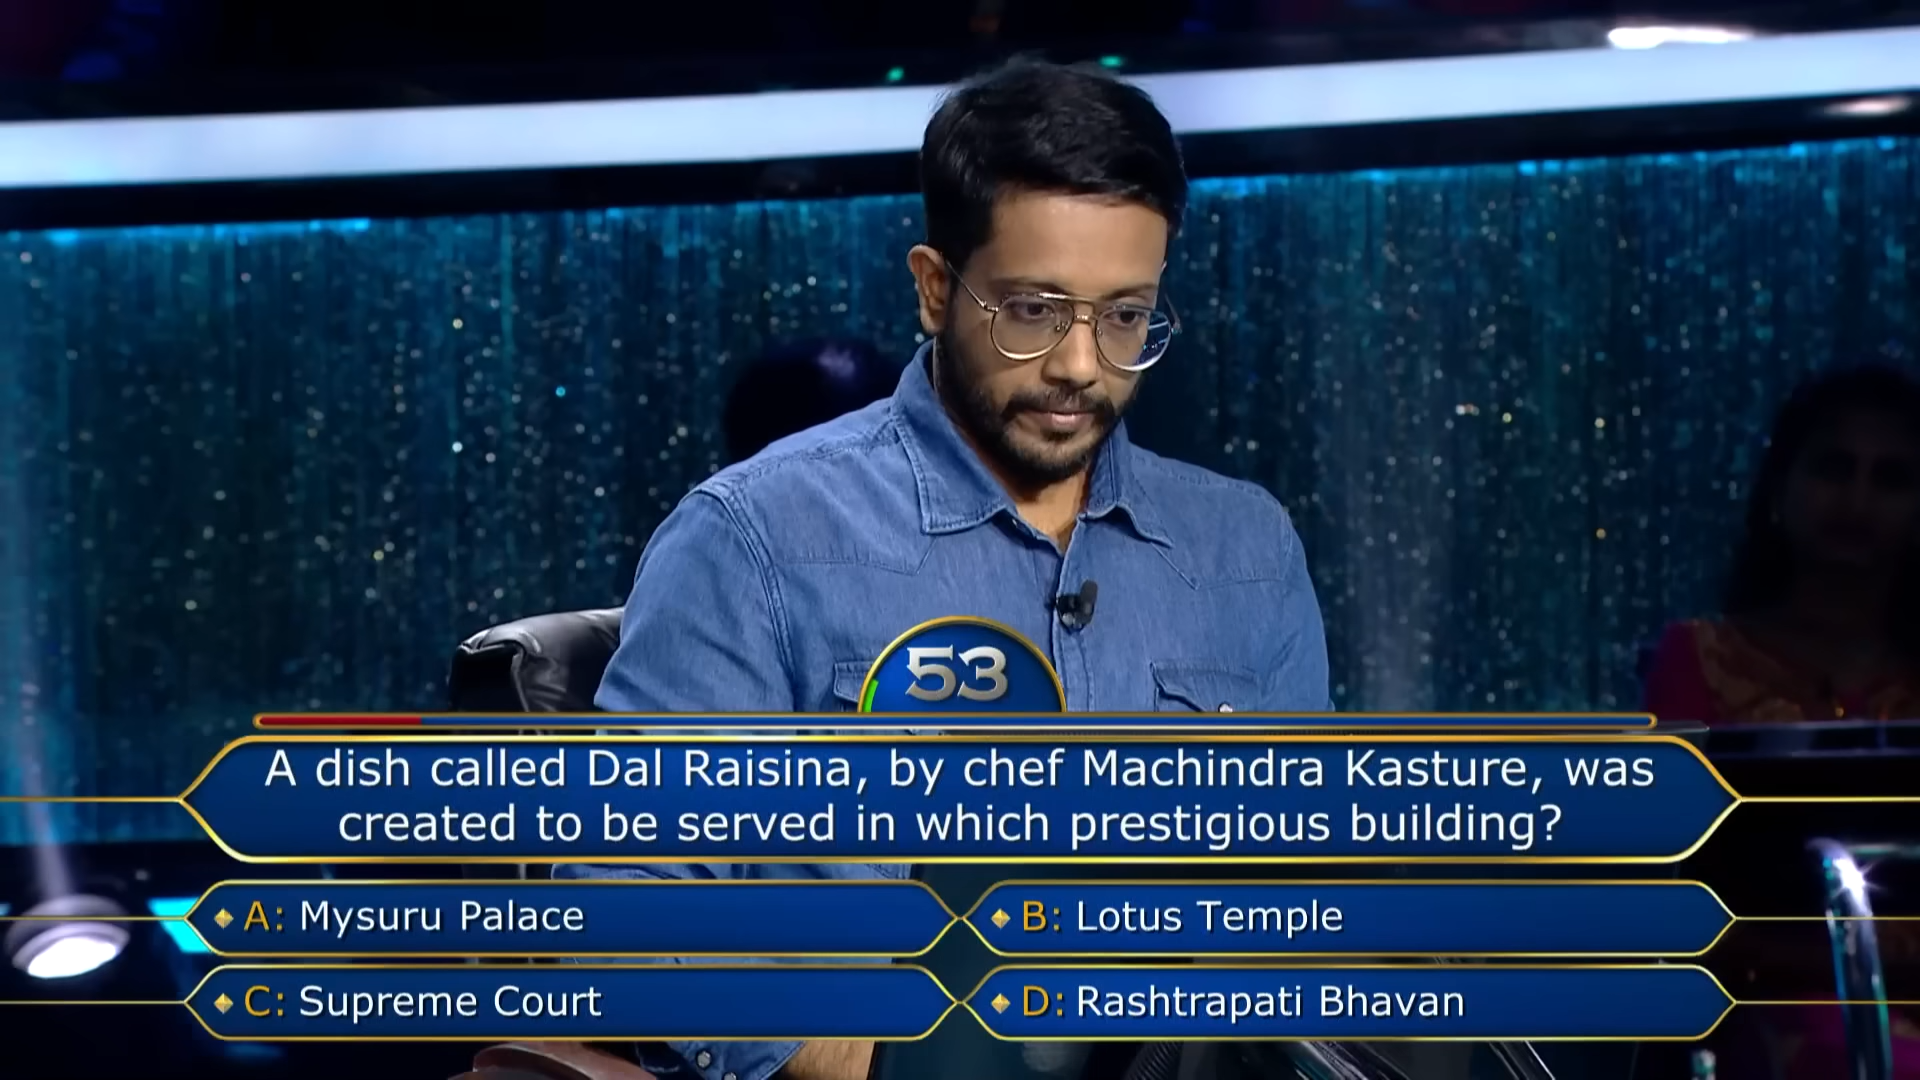 53
A dish called Dal Raisina, by chef Machindra Kasture, was
created to be served in which prestigious building?
A: Mysuru Palace
B: Lotus Temple
C: Supreme Court
D: Rashtrapati Bhavan